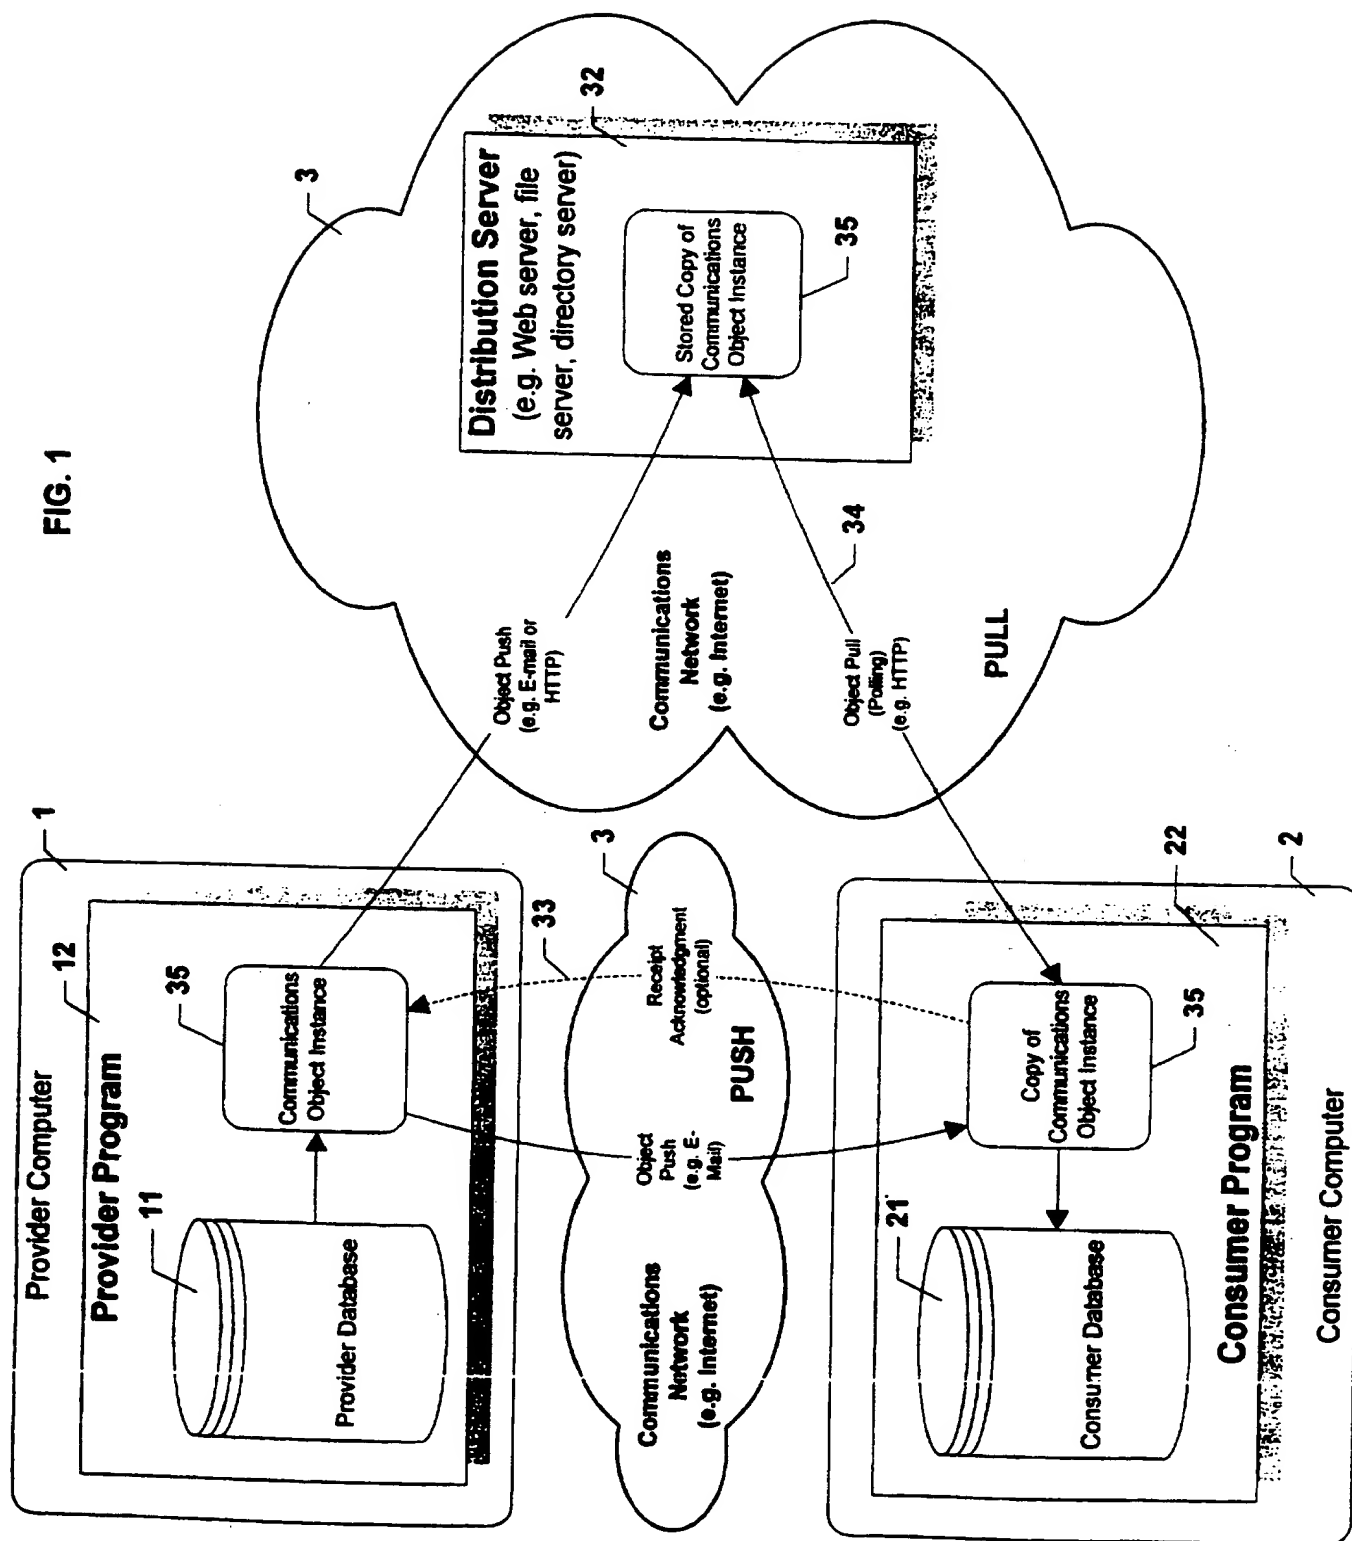 FIG. 1
Provider Computer
1
Provider Program
12
11
Provider Database
35
Communications
Object Instance
Object Push
(e.g. E-mail or
HTTP)
3
Distribution Server
(e.g. Web server, file
server, directory server)
32
Stored Copy of
Communications
Object Instance
35
Communications
Network
(e.g. Internet)
34
Object Pull
(Polling)
(e.g. HTTP)
PULL
3
Communications
Network
(e.g. Internet)
Object
Push
(e.g. E-
Mail)
PUSH
Receipt
Acknowledgment
(optional)
33
21
Consumer Database
Copy of
Communications
Object Instance
35
22
Consumer Program
2
Consumer Computer